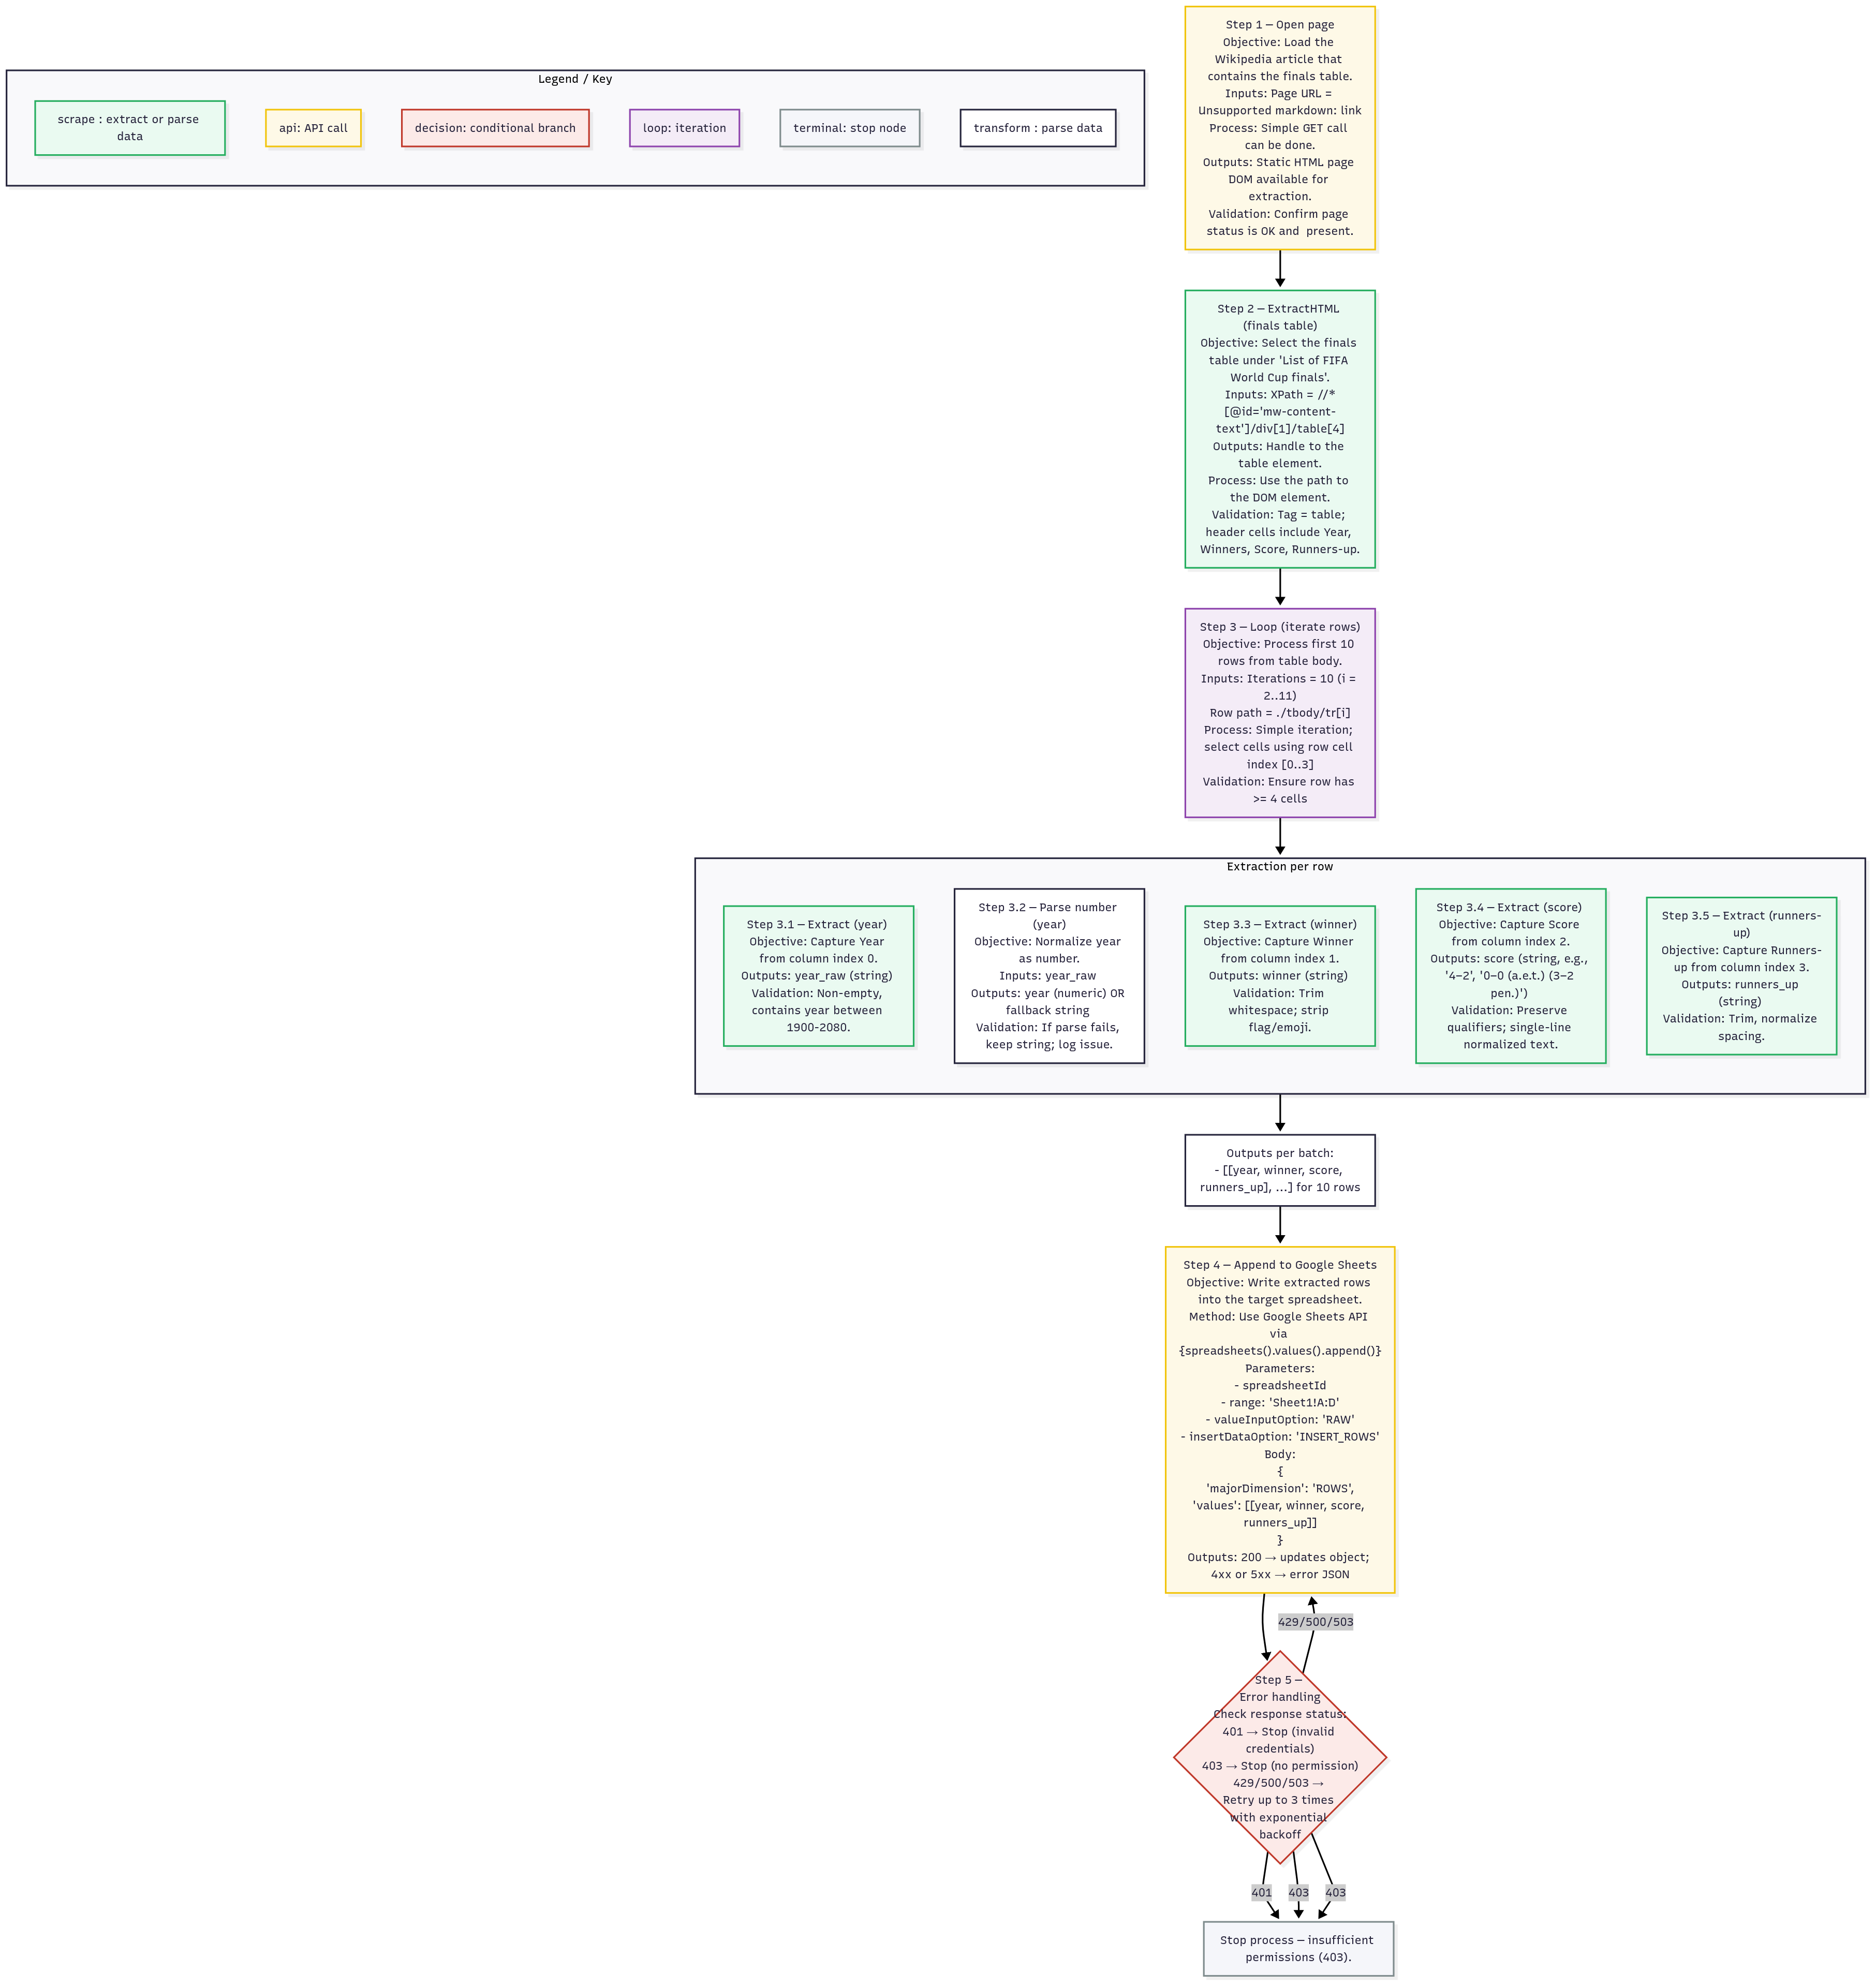 Legend / Key
scrape : extract or parse
data
api: API call
decision: conditional branch
loop: iteration
terminal: stop node
transform : parse data
Step 1 — Open page
Objective: Load the
Wikipedia article that
contains the finals table.
Inputs: Page URL =
Unsupported markdown: link
Process: Simple GET call
can be done.
Outputs: Static HTML page
DOM available for
extraction.
Validation: Confirm page
status is OK and  present.
Step 2 — ExtractHTML
(finals table)
Objective: Select the finals
table under 'List of FIFA
World Cup finals'.
Inputs: XPath = //*
[@id='mw-content-
text']/div[1]/table[4]
Outputs: Handle to the
table element.
Process: Use the path to
the DOM element.
Validation: Tag = table;
header cells include Year,
Winners, Score, Runners-up.
Step 3 — Loop (iterate rows)
Objective: Process first 10
rows from table body.
Inputs: Iterations = 10 (i =
2..11)
Row path = ./tbody/tr[i]
Process: Simple iteration;
select cells using row cell
index [0..3]
Validation: Ensure row has
>= 4 cells
Extraction per row
Step 3.1 — Extract (year)
Objective: Capture Year
from column index 0.
Outputs: year_raw (string)
Validation: Non-empty,
contains year between
1900-2080.
Step 3.2 — Parse number
(year)
Objective: Normalize year
as number.
Inputs: year_raw
Outputs: year (numeric) OR
fallback string
Validation: If parse fails,
keep string; log issue.
Step 3.3 — Extract (winner)
Objective: Capture Winner
from column index 1.
Outputs: winner (string)
Validation: Trim
whitespace; strip
flag/emoji.
Step 3.4 — Extract (score)
Objective: Capture Score
from column index 2.
Outputs: score (string, e.g.,
'4–2', '0–0 (a.e.t.) (3–2
pen.)')
Validation: Preserve
qualifiers; single-line
normalized text.
Step 3.5 — Extract (runners-
up)
Objective: Capture Runners-
up from column index 3.
Outputs: runners_up
(string)
Validation: Trim, normalize
spacing.
Outputs per batch:
- [[year, winner, score,
runners_up], ...] for 10 rows
Step 4 — Append to Google Sheets
Objective: Write extracted rows
into the target spreadsheet.
Method: Use Google Sheets API
via
{spreadsheets().values().append()}
Parameters:
- spreadsheetId
- range: 'Sheet1!A:D'
- valueInputOption: 'RAW'
- insertDataOption: 'INSERT_ROWS'
Body:
{
'majorDimension': 'ROWS',
'values': [[year, winner, score,
runners_up]]
}
Outputs: 200 → updates object;
4xx or 5xx → error JSON
429/500/503
Step 5 —
Error handling
Check response status:
401 → Stop (invalid
credentials)
403 → Stop (no permission)
429/500/503 →
Retry up to 3 times
with exponential
backoff
401
403
403
Stop process — insufficient
permissions (403).